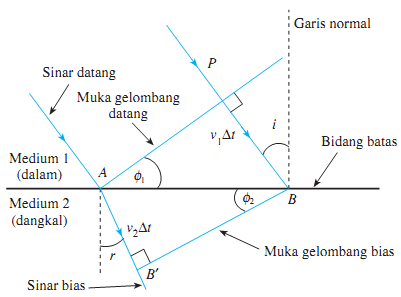 Garis normal
P
Sinar datang
Muka gelombang
datang
v₁Δt
i
Bidang batas
Medium 1
(dalam)
A
ϕ₁
Medium 2
(dangkal)
ϕ₂
B
v₂Δt
r
B′
Muka gelombang bias
Sinar bias